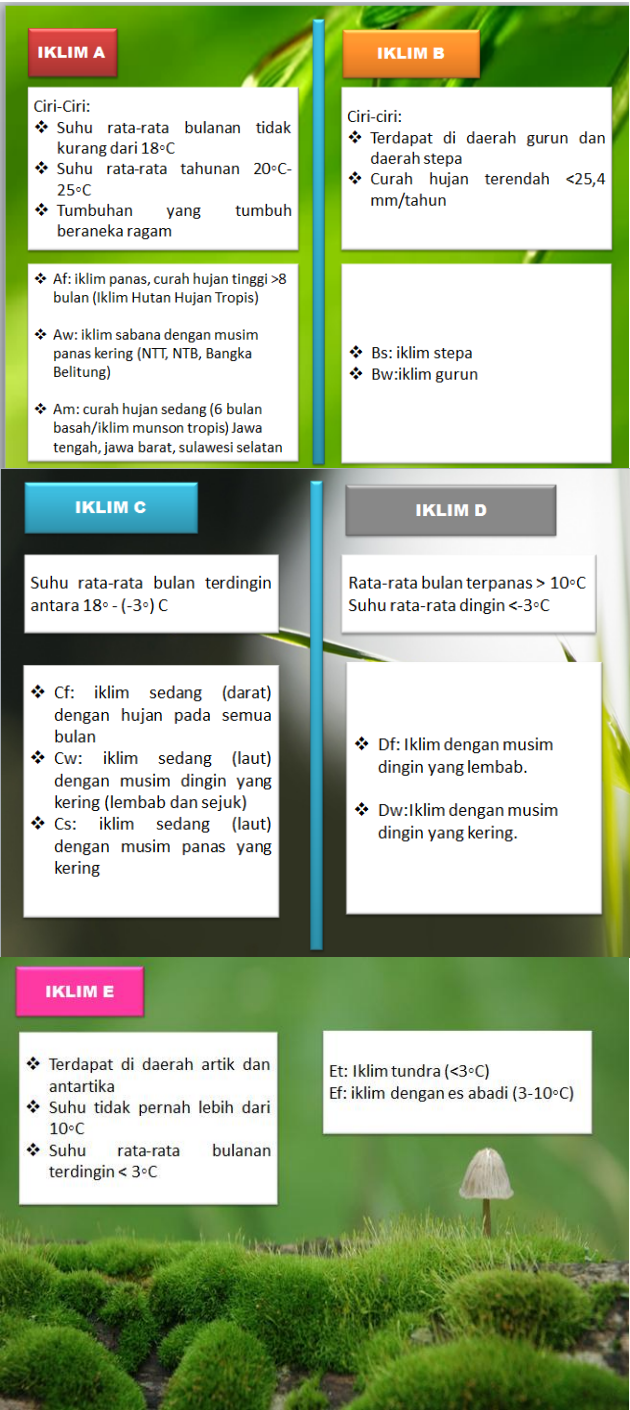 IKLIM A
Ciri-Ciri:
❖ Suhu rata-rata bulanan tidak
kurang dari 18°C
❖ Suhu rata-rata tahunan 20°C-
25°C
❖ Tumbuhan yang tumbuh
beraneka ragam
❖ Af: iklim panas, curah hujan tinggi >8
bulan (Iklim Hutan Hujan Tropis)
❖ Aw: iklim sabana dengan musim
panas kering (NTT, NTB, Bangka
Belitung)
❖ Am: curah hujan sedang (6 bulan
basah/iklim munson tropis) Jawa
tengah, jawa barat, sulawesi selatan
IKLIM B
Ciri-ciri:
❖ Terdapat di daerah gurun dan
daerah stepa
❖ Curah hujan terendah <25,4
mm/tahun
❖ Bs: iklim stepa
❖ Bw:iklim gurun
IKLIM C
Suhu rata-rata bulan terdingin
antara 18° - (-3°) C
❖ Cf: iklim sedang (darat)
dengan hujan pada semua
bulan
❖ Cw: iklim sedang (laut)
dengan musim dingin yang
kering (lembab dan sejuk)
❖ Cs: iklim sedang (laut)
dengan musim panas yang
kering
IKLIM D
Rata-rata bulan terpanas > 10°C
Suhu rata-rata dingin <-3°C
❖ Df: Iklim dengan musim
dingin yang lembab.
❖ Dw:Iklim dengan musim
dingin yang kering.
IKLIM E
❖ Terdapat di daerah artik dan
antartika
❖ Suhu tidak pernah lebih dari
10°C
❖ Suhu rata-rata bulanan
terdingin < 3°C
Et: Iklim tundra (<3°C)
Ef: iklim dengan es abadi (3-10°C)